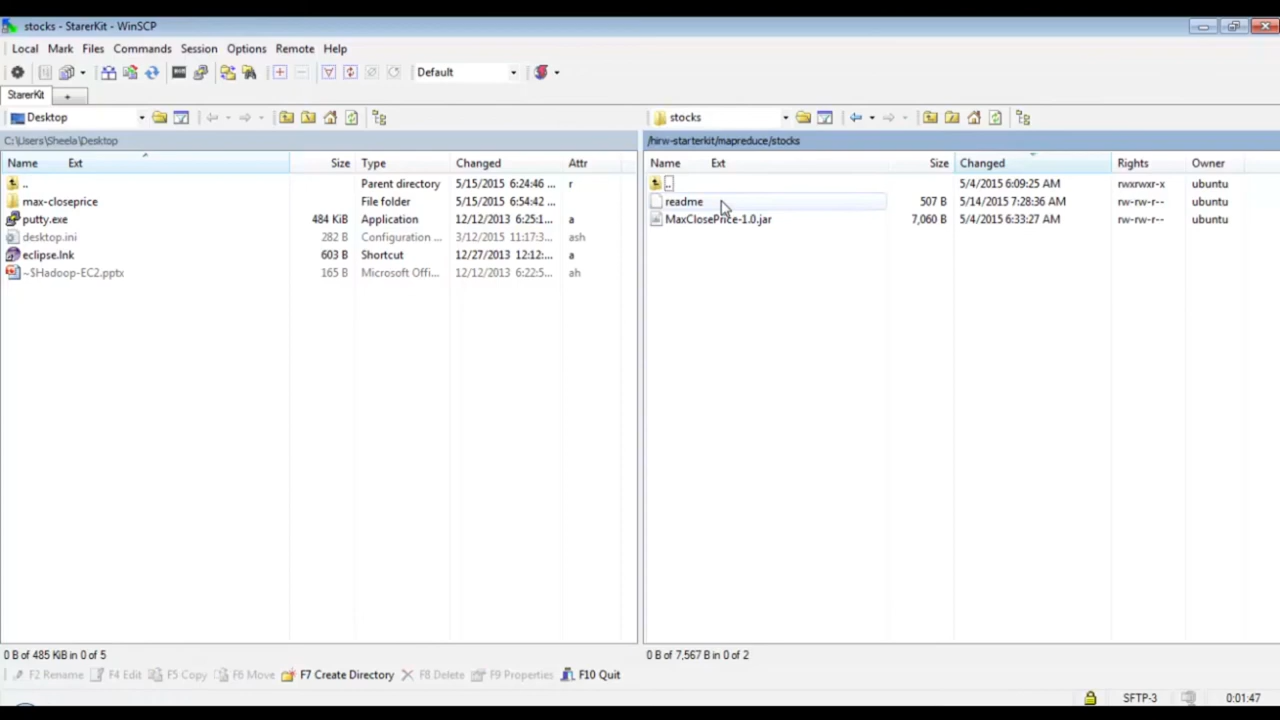 stocks - StarerKit - WinSCP
Local Mark Files Commands Session Options Remote Help
Default
StarerKit +
Desktop
C:\Users\Sheela\Desktop
Name Ext Size Type Changed Attr
.. Parent directory 5/15/2015 6:24:46 ... r
max-closeprice File folder 5/15/2015 6:54:42 ...
putty.exe 484 KiB Application 12/12/2013 6:25:1... a
desktop.ini 282 B Configuration ... 3/12/2015 11:17:3... ash
eclipse.lnk 603 B Shortcut 12/27/2013 12:12:... a
~$Hadoop-EC2.pptx 165 B Microsoft Offi... 12/12/2013 6:22:5... ah
0 B of 485 KiB in 0 of 5
stocks
/hirw-starterkit/mapreduce/stocks
Name Ext Size Changed Rights Owner
.. 5/4/2015 6:09:25 AM rwxrwxr-x ubuntu
readme 507 B 5/14/2015 7:28:36 AM rw-rw-r-- ubuntu
MaxClosePrice-1.0.jar 7,060 B 5/4/2015 6:33:27 AM rw-rw-r-- ubuntu
0 B of 7,567 B in 0 of 2
F2 Rename F4 Edit F5 Copy F6 Move F7 Create Directory F8 Delete F9 Properties F10 Quit
SFTP-3 0:01:47